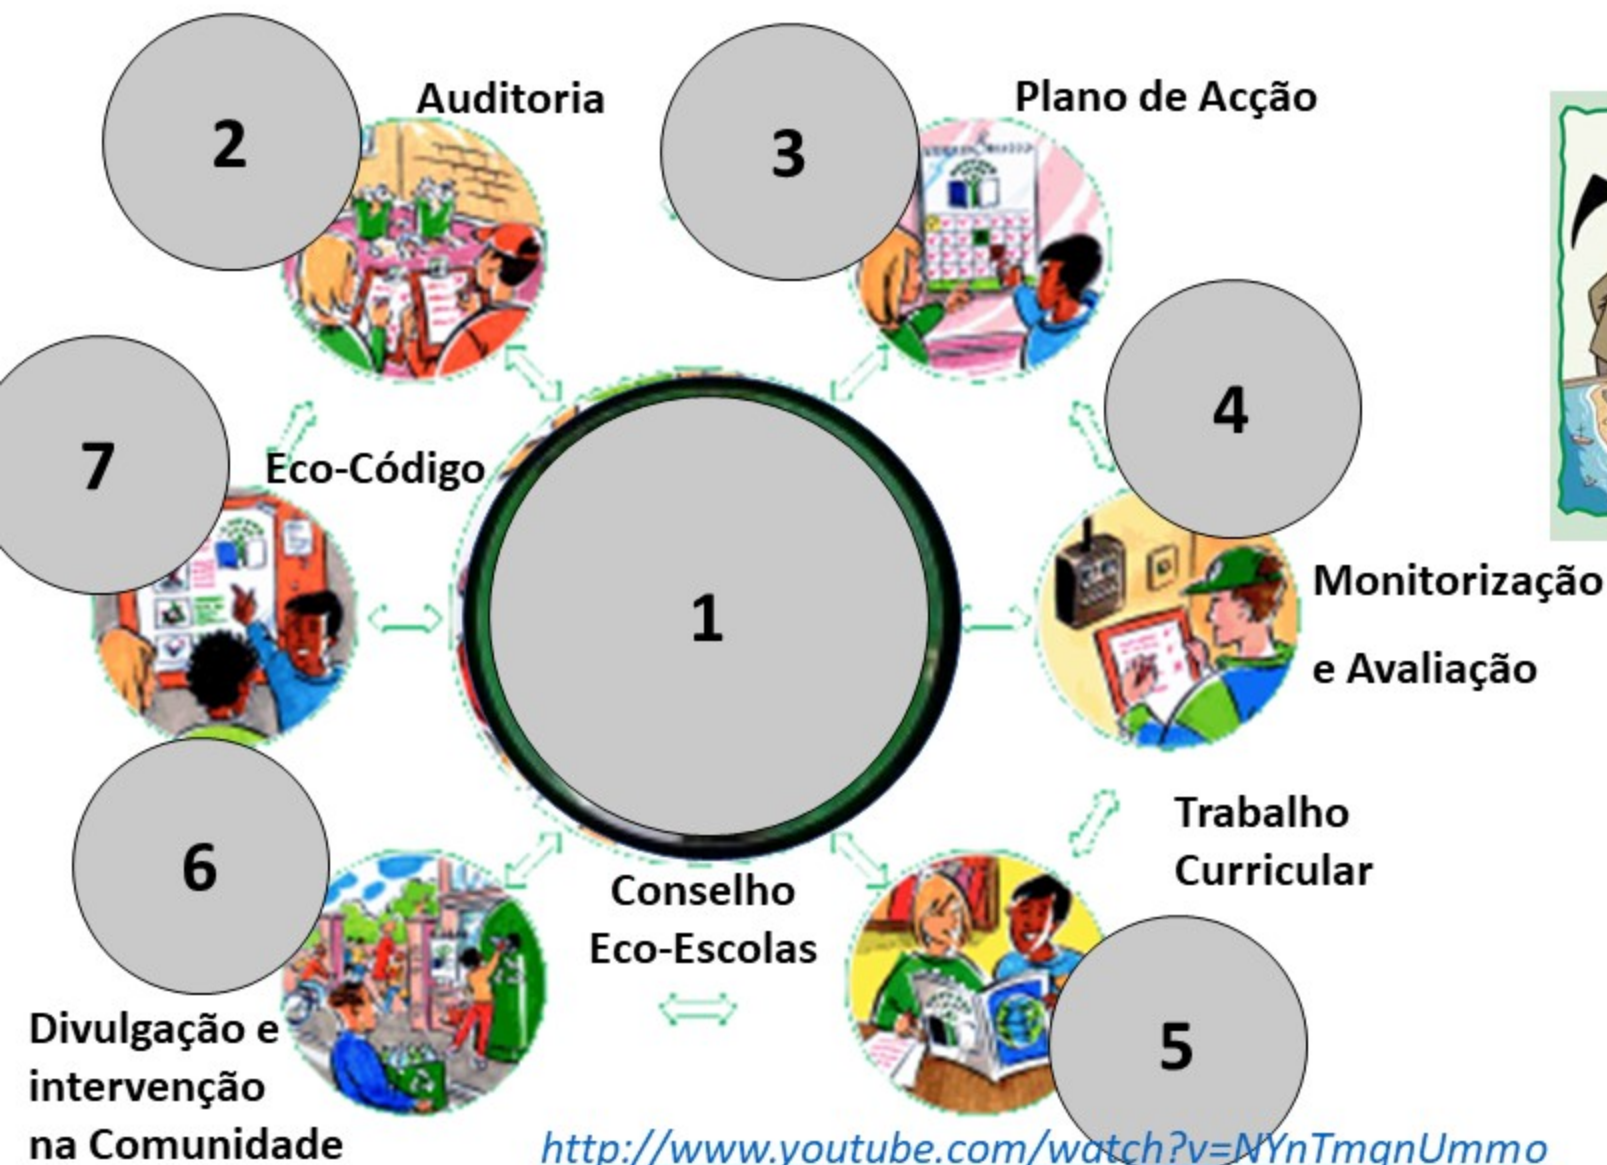 2
Auditoria
3
Plano de Acção
4
7
Eco-Código
1
Monitorização
e Avaliação
Trabalho
Curricular
6
Conselho
Eco-Escolas
5
Divulgação e
intervenção
na Comunidade
http://www.youtube.com/watch?v=NYnTmqnUmmo